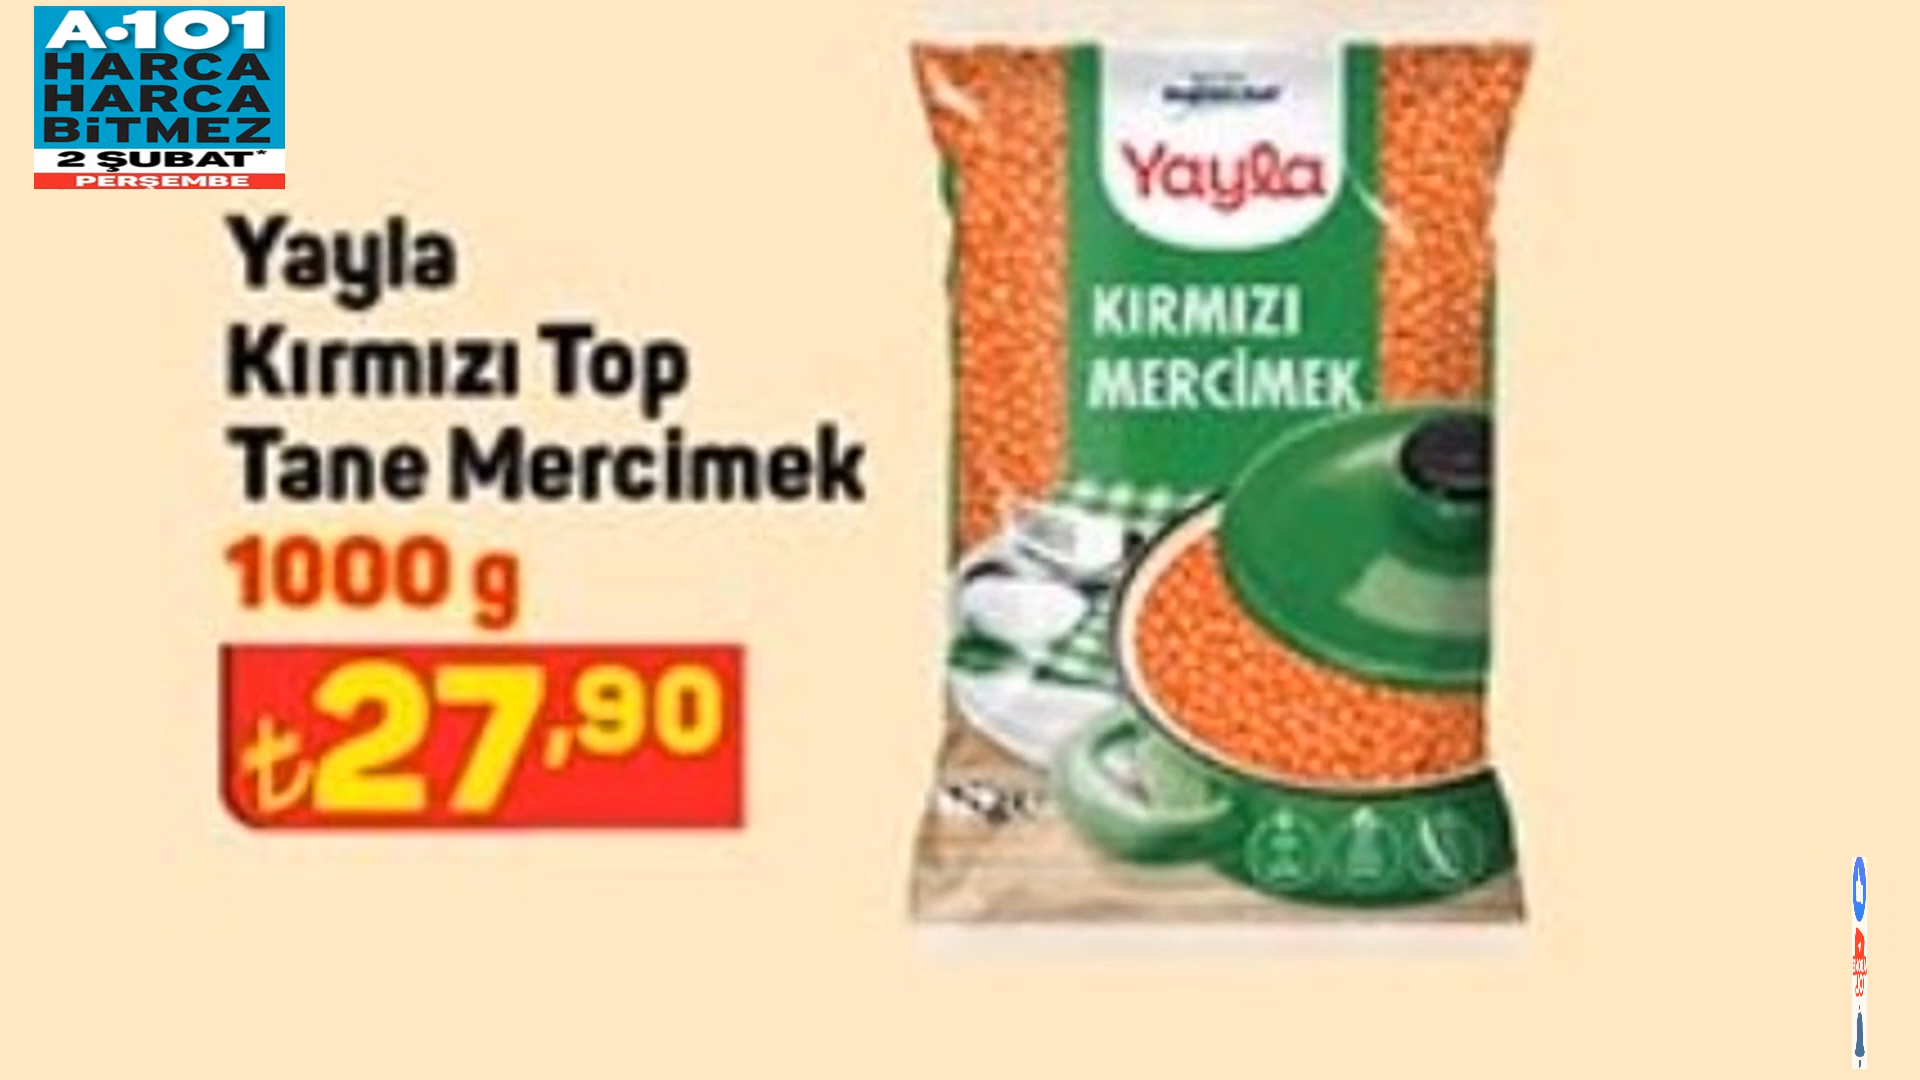 A101
HARCA
HARCA
BİTMEZ
2 ŞUBAT*
PERŞEMBE
Yayla
Kırmızı Top
Tane Mercimek
1000 g
₺27,90
Yayla
KIRMIZI
MERCİMEK